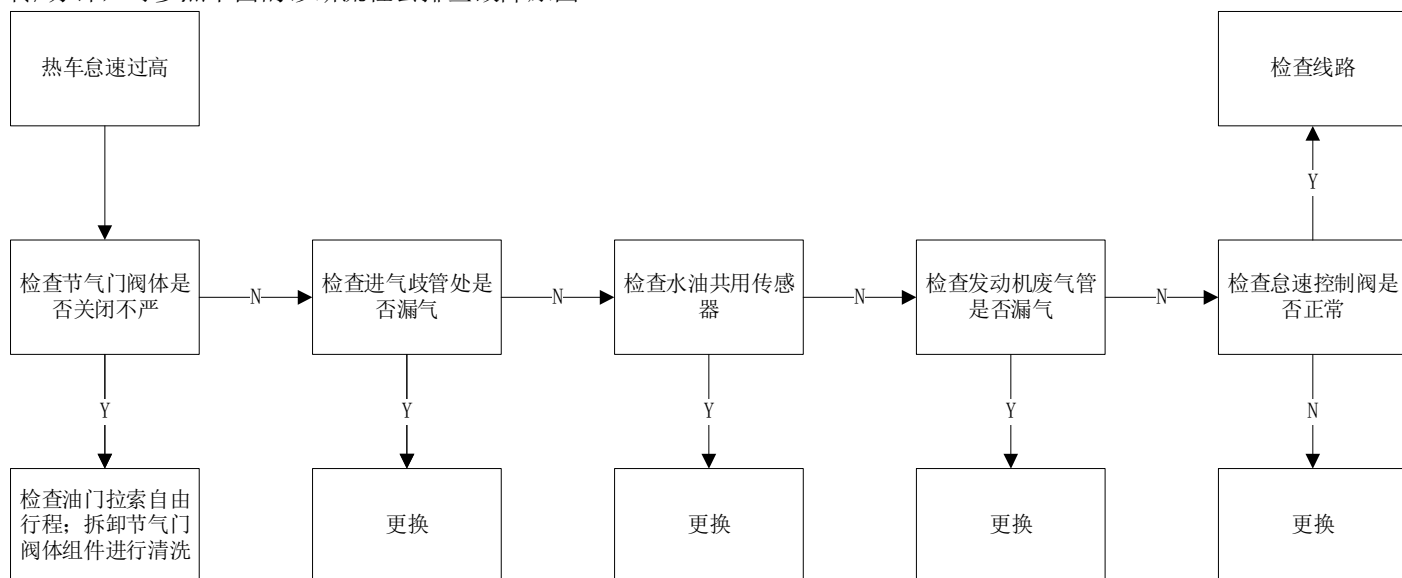 热车怠速过高
检查线路
Y
检查节气门阀体是
否关闭不严
N
检查进气歧管处是
否漏气
N
检查水油共用传感
器
N
检查发动机废气管
是否漏气
N
检查怠速控制阀是
否正常
Y
Y
Y
Y
N
检查油门拉索自由
行程；拆卸节气门
阀体组件进行清洗
更换
更换
更换
更换